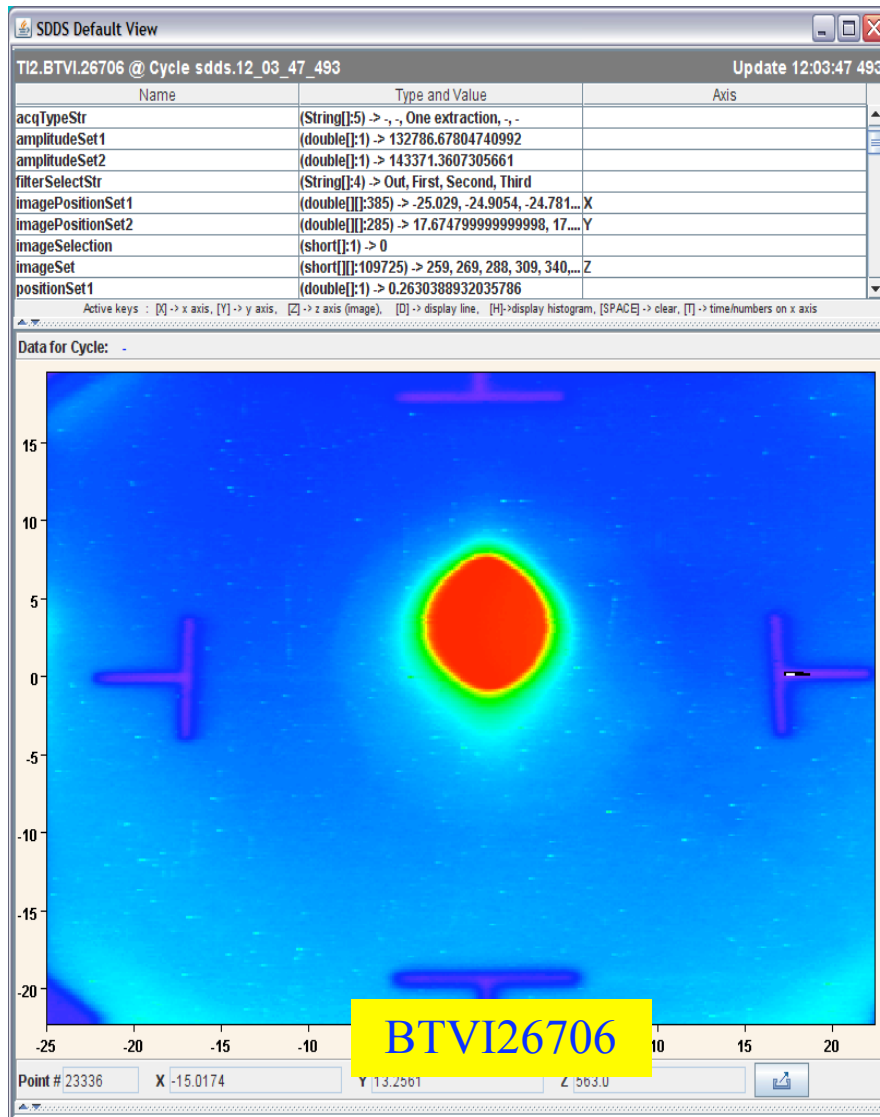 SDDS Default View
TI2.BTVI.26706 @ Cycle sdds.12_03_47_493 Update 12:03:47 493
Name Type and Value Axis
acqTypeStr (String[]:5) -> -, -, One extraction, -, -
amplitudeSet1 (double[]:1) -> 132786.67804740992
amplitudeSet2 (double[]:1) -> 143371.3607305661
filterSelectStr (String[]:4) -> Out, First, Second, Third
imagePositionSet1 (double[][]:385) -> -25.029, -24.9054, -24.781... X
imagePositionSet2 (double[][]:285) -> 17.674799999999998, 17.... Y
imageSelection (short[]:1) -> 0
imageSet (short[][]:109725) -> 259, 269, 288, 309, 340,... Z
positionSet1 (double[]:1) -> 0.2630388932035786
Active keys : [X] -> x axis, [Y] -> y axis, [Z] -> z axis (image), [D] -> display line, [H]->display histogram, [SPACE] -> clear, [T] -> time/numbers on x axis
Data for Cycle: -
15
10
5
0
-5
-10
-15
-20
-25 -20 -15 -10 10 15 20
BTVI26706
Point # 23336 X -15.0174 Y 13.2561 Z 563.0